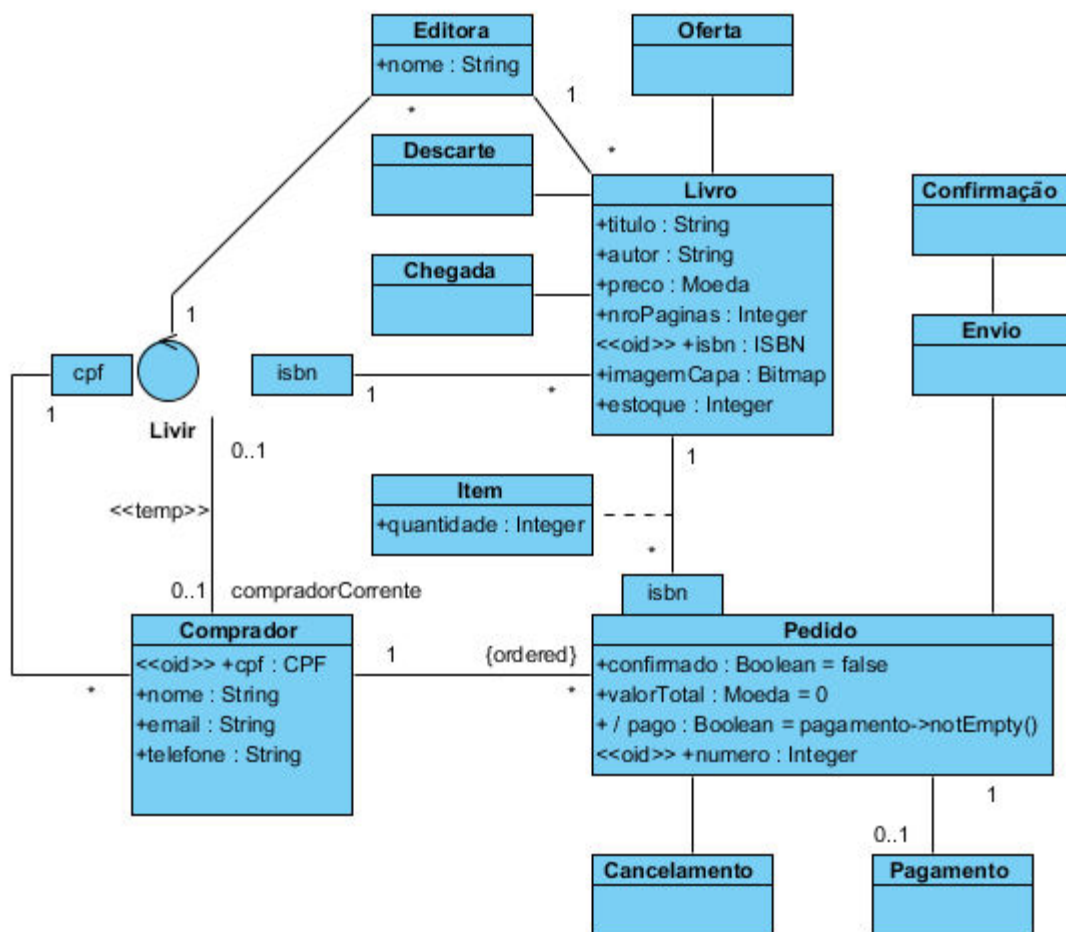 Editora
+nome : String
Oferta
*
1
*
Descarte
Livro
+titulo : String
+autor : String
+preco : Moeda
+nroPaginas : Integer
<<oid>> +isbn : ISBN
+imagemCapa : Bitmap
+estoque : Integer
Confirmação
Chegada
Envio
1
cpf
1
Livir
isbn
1
*
0..1
<<temp>>
0..1
compradorCorrente
Item
+quantidade : Integer
1
*
isbn
Comprador
<<oid>> +cpf : CPF
+nome : String
+email : String
+telefone : String
*
1
{ordered}
*
Pedido
+confirmado : Boolean = false
+valorTotal : Moeda = 0
+ / pago : Boolean = pagamento->notEmpty()
<<oid>> +numero : Integer
1
0..1
Cancelamento
Pagamento